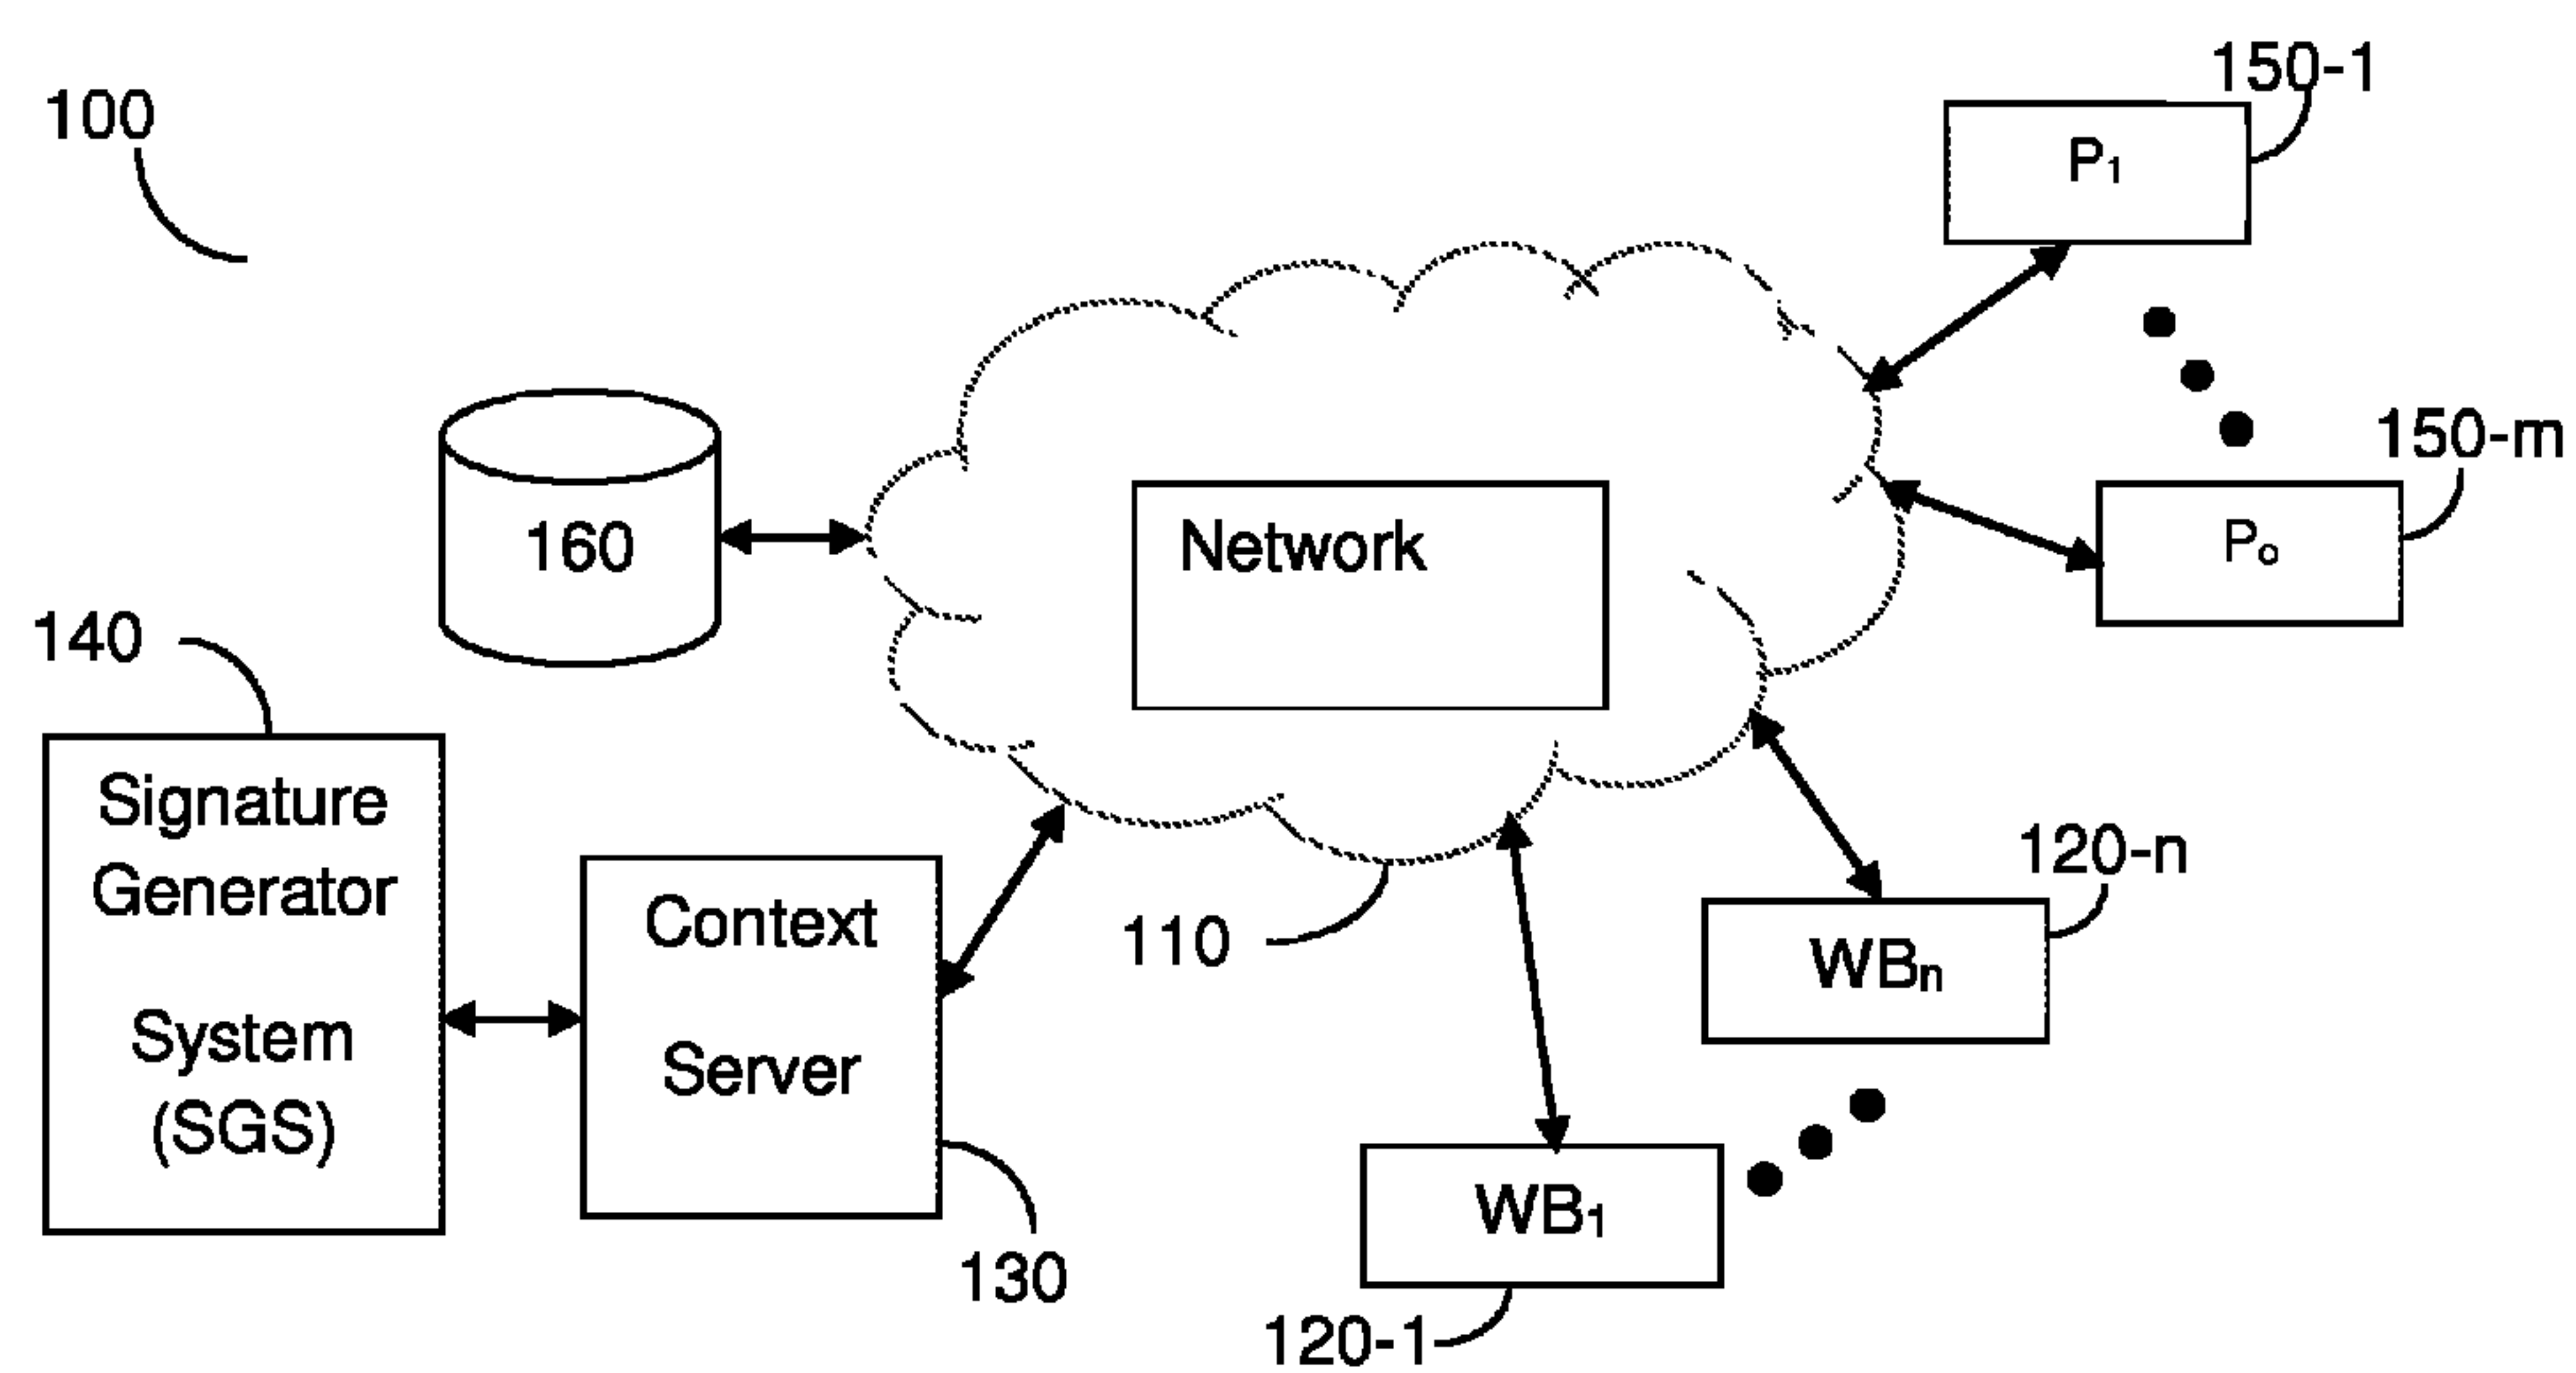 100
150-1
P₁
150-m
Pₒ
160
Network
140
Signature
Generator
System
(SGS)
Context
Server
130
110
120-n
WBₙ
WB₁
120-1